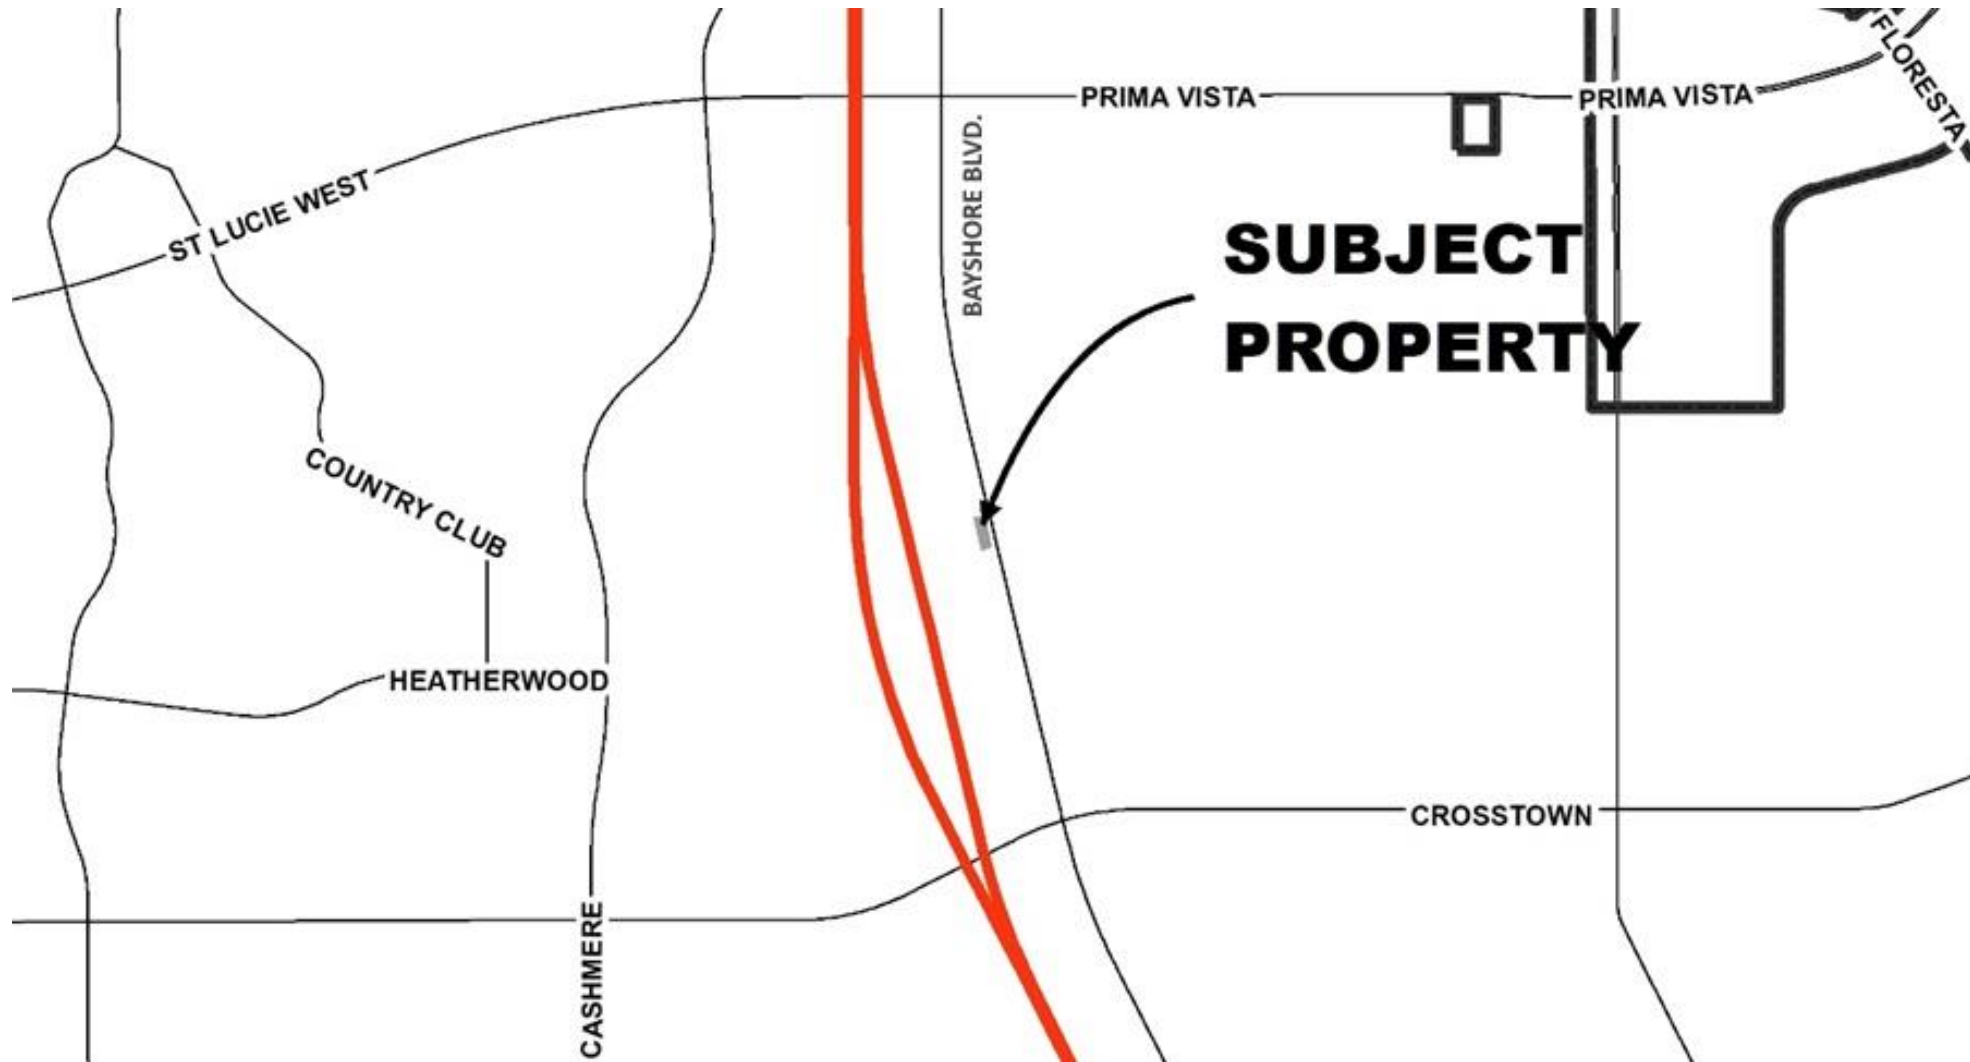 FLORESTA
PRIMA VISTA
PRIMA VISTA
BAYSHORE BLVD.
ST LUCIE WEST
SUBJECT
PROPERTY
COUNTRY CLUB
HEATHERWOOD
CROSSTOWN
CASHMERE